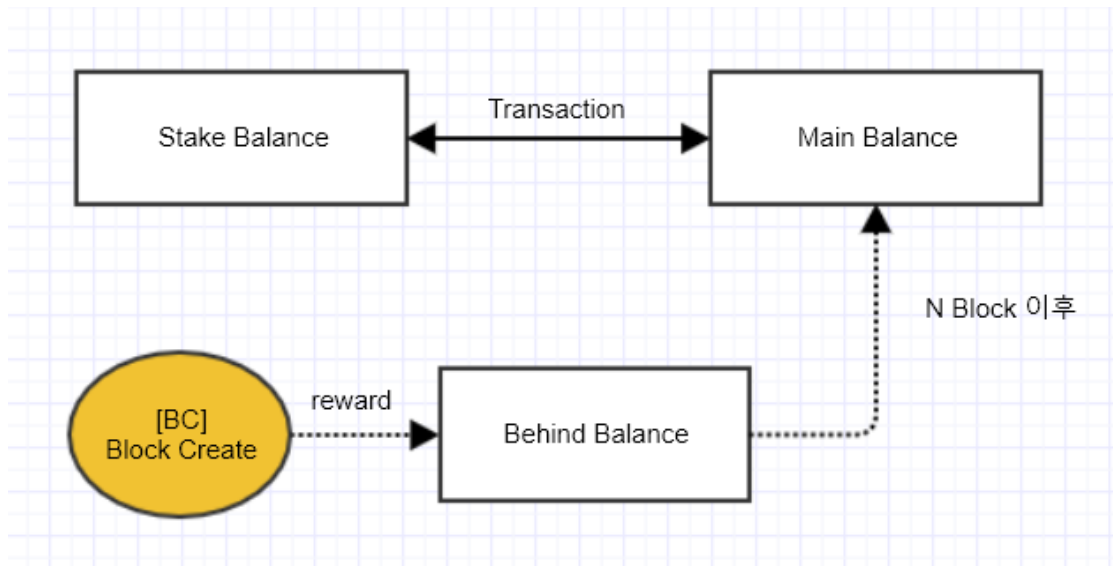 Stake Balance
Transaction
Main Balance
N Block 이후
reward
[BC]
Block Create
Behind Balance